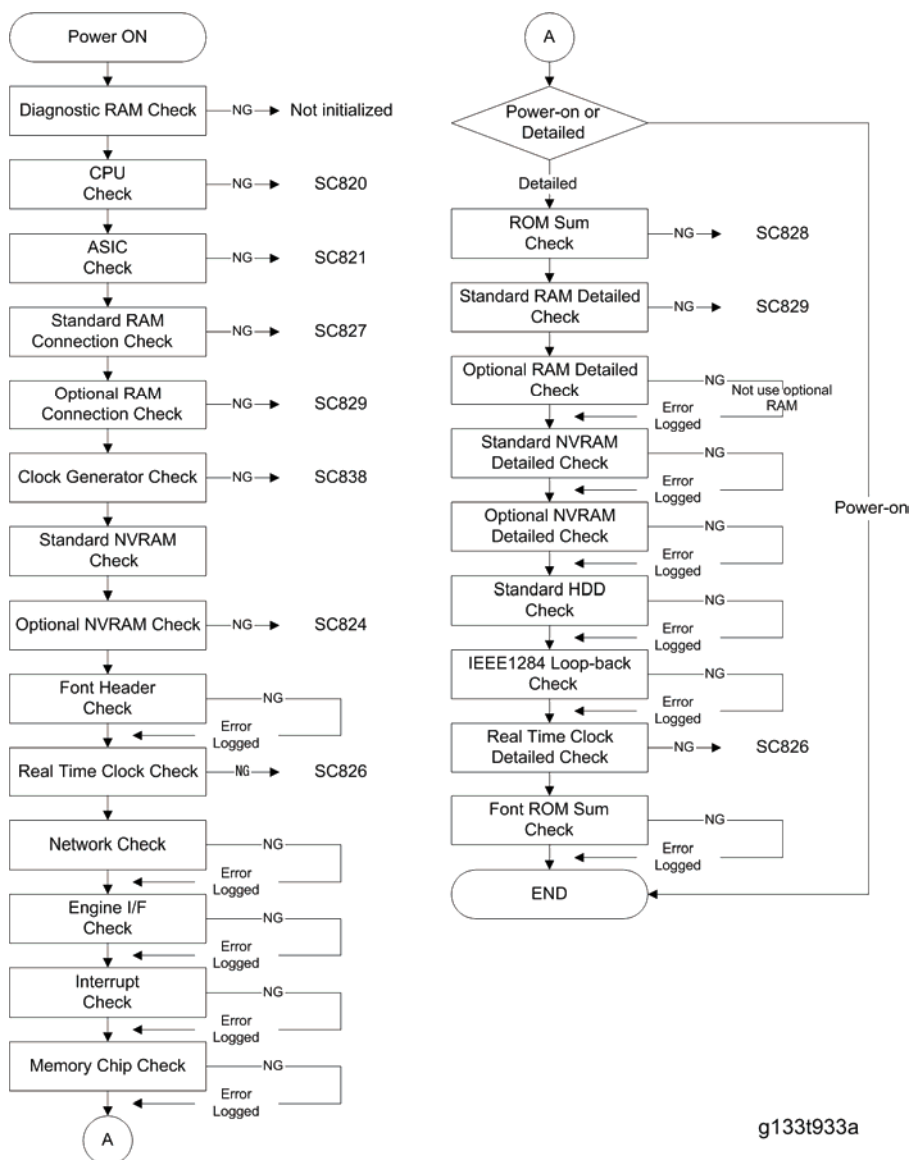 Power ON
Diagnostic RAM Check
NG
Not initialized
CPU
Check
NG
SC820
ASIC
Check
NG
SC821
Standard RAM
Connection Check
NG
SC827
Optional RAM
Connection Check
NG
SC829
Clock Generator Check
NG
SC838
Standard NVRAM
Check
Optional NVRAM Check
NG
SC824
Font Header
Check
NG
Error
Logged
Real Time Clock Check
NG
SC826
Network Check
NG
Error
Logged
Engine I/F
Check
NG
Error
Logged
Interrupt
Check
NG
Error
Logged
Memory Chip Check
NG
Error
Logged
A
A
Power-on or
Detailed
Detailed
ROM Sum
Check
NG
SC828
Standard RAM Detailed
Check
NG
SC829
Optional RAM Detailed
Check
NG
Not use optional
RAM
Error
Logged
Standard NVRAM
Detailed Check
NG
Error
Logged
Optional NVRAM
Detailed Check
NG
Error
Logged
Power-on
Standard HDD
Check
NG
Error
Logged
IEEE1284 Loop-back
Check
NG
Error
Logged
Real Time Clock
Detailed Check
NG
SC826
Font ROM Sum
Check
NG
Error
Logged
END
g133t933a